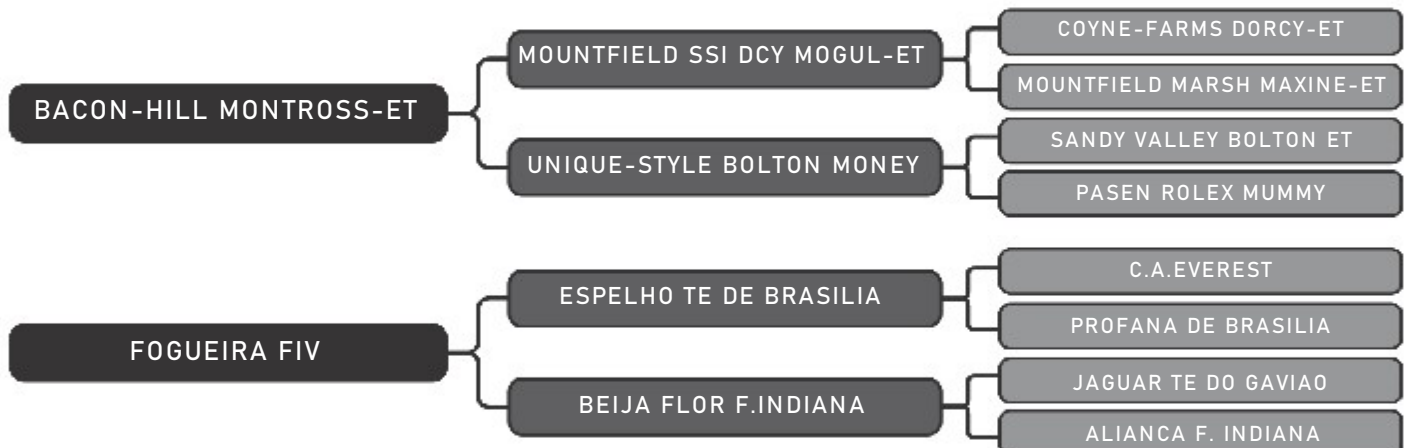 BACON-HILL MONTROSS-ET
MOUNTFIELD SSI DCY MOGUL-ET
COYNE-FARMS DORCY-ET
MOUNTFIELD MARSH MAXINE-ET
UNIQUE-STYLE BOLTON MONEY
SANDY VALLEY BOLTON ET
PASEN ROLEX MUMMY
FOGUEIRA FIV
ESPELHO TE DE BRASILIA
C.A.EVEREST
PROFANA DE BRASILIA
BEIJA FLOR F.INDIANA
JAGUAR TE DO GAVIAO
ALIANCA F. INDIANA